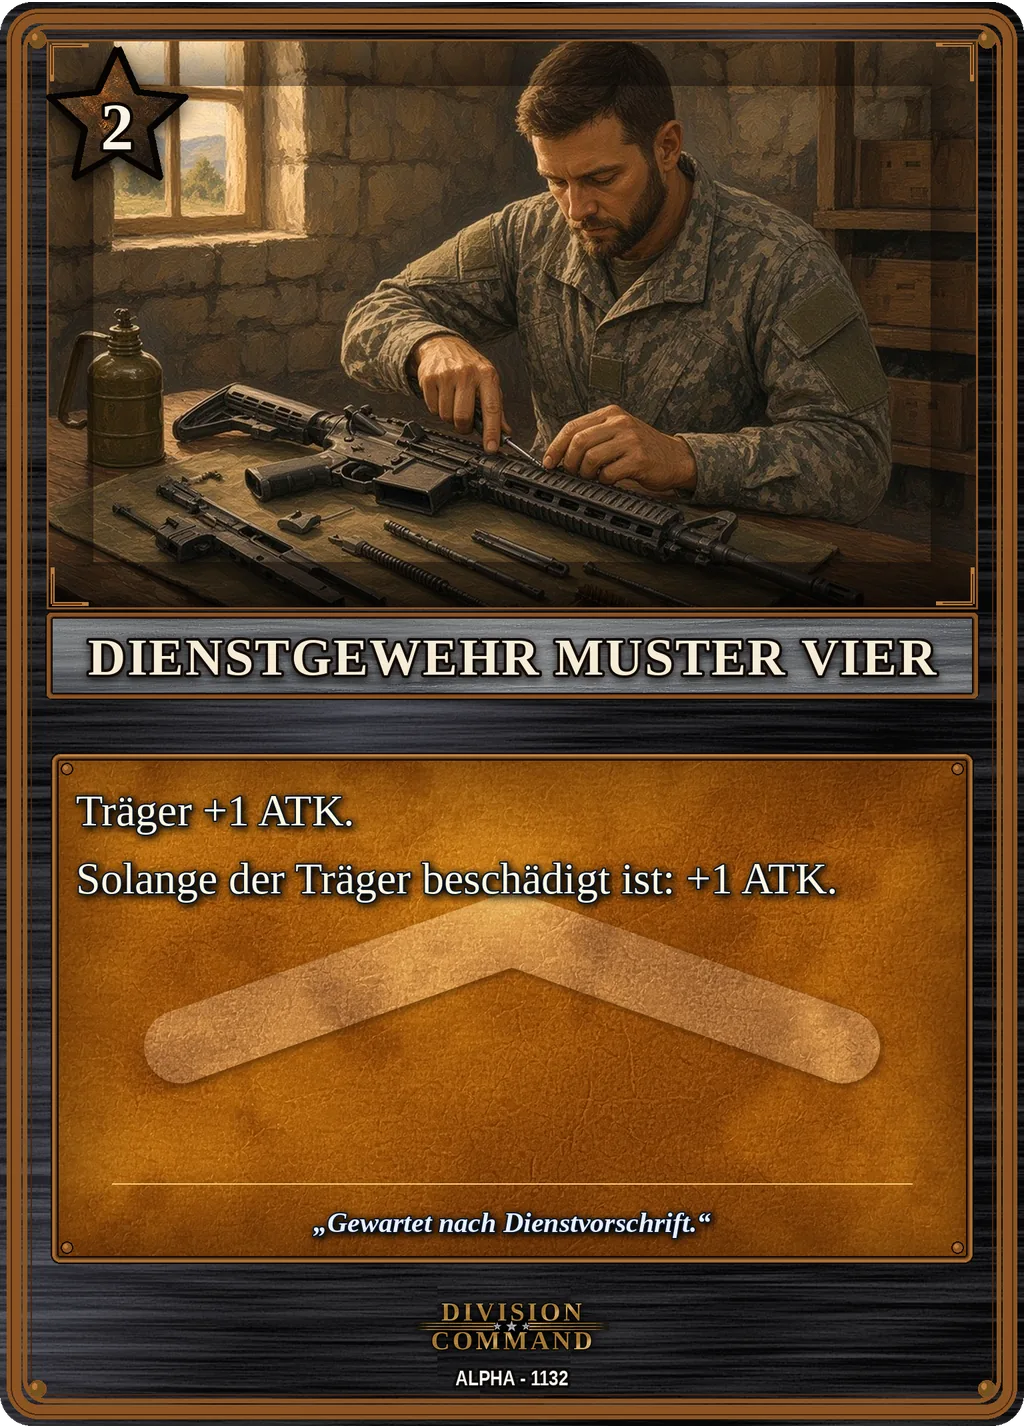 2
DIENSTGEWEHR MUSTER VIER
Träger +1 ATK.
Solange der Träger beschädigt ist: +1 ATK.
„Gewartet nach Dienstvorschrift.“
DIVISION
COMMAND
ALPHA - 1132